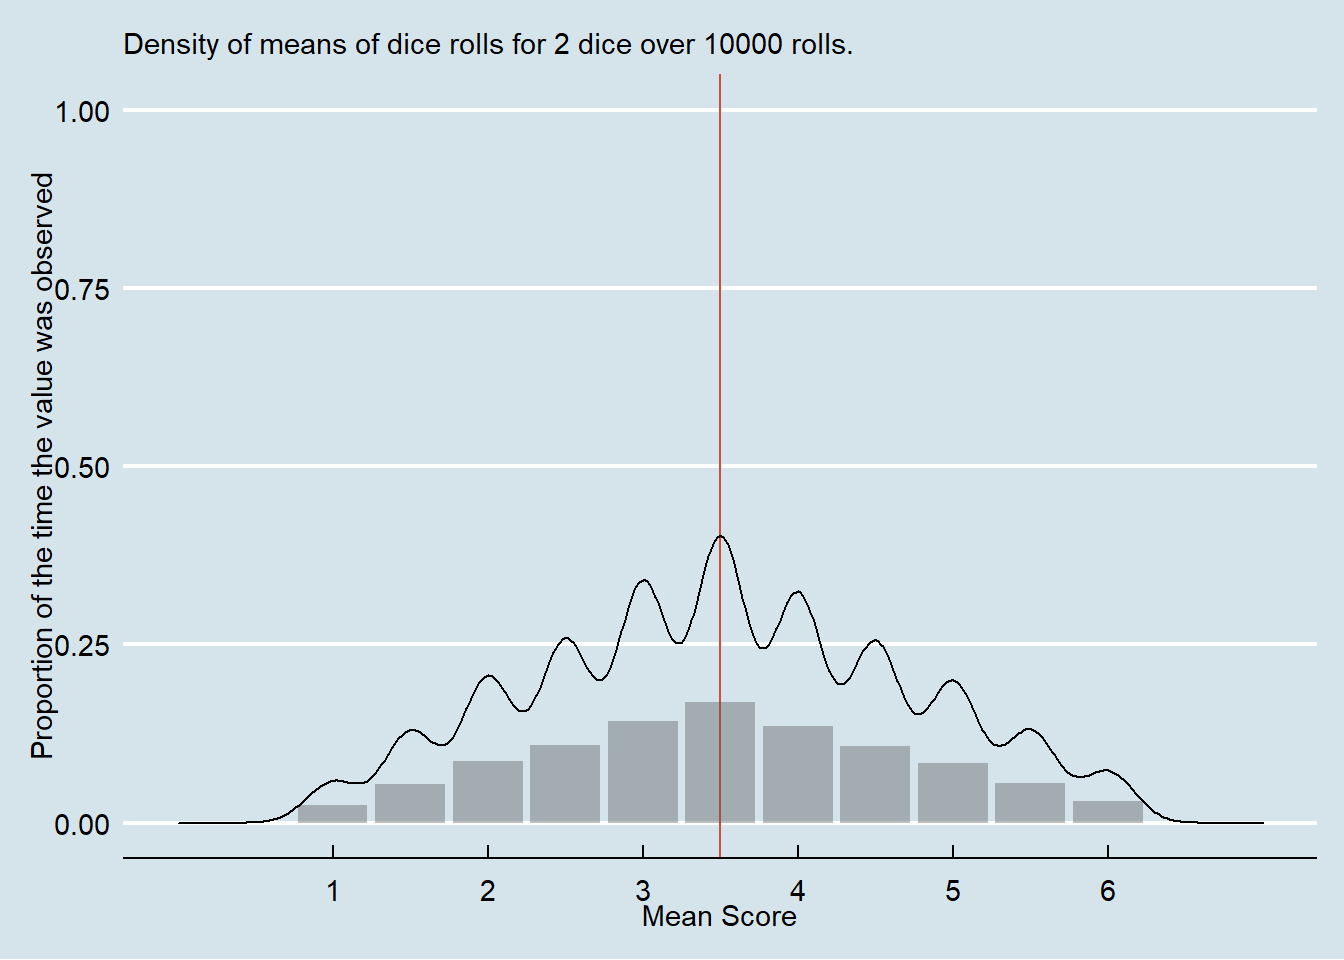 Density of means of dice rolls for 2 dice over 10000 rolls.
Proportion of the time the value was observed
1.00
0.75
0.50
0.25
0.00
1 2 3 4 5 6
Mean Score